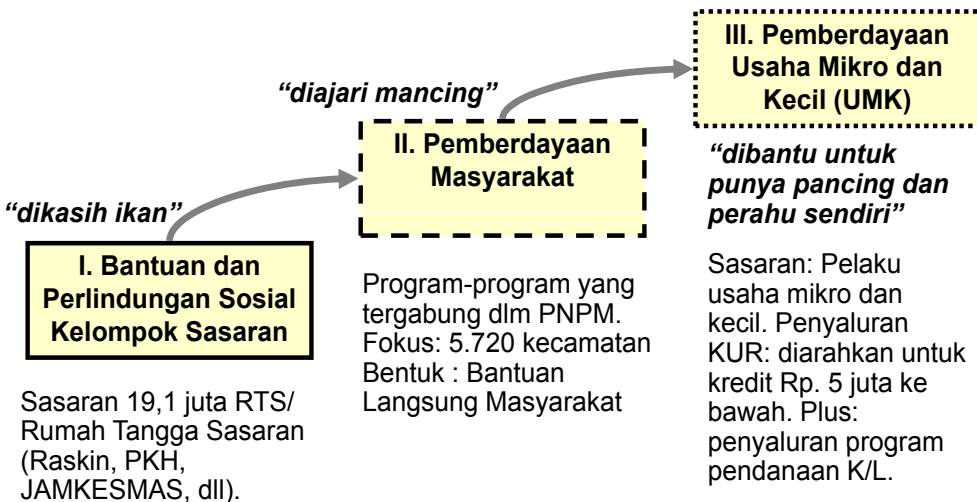 "dikasih ikan"
I. Bantuan dan
Perlindungan Sosial
Kelompok Sasaran
Sasaran 19,1 juta RTS/
Rumah Tangga Sasaran
(Raskin, PKH,
JAMKESMAS, dll).
"diajari mancing"
II. Pemberdayaan
Masyarakat
Program-program yang
tergabung dlm PNPM.
Fokus: 5.720 kecamatan
Bentuk : Bantuan
Langsung Masyarakat
III. Pemberdayaan
Usaha Mikro dan
Kecil (UMK)
"dibantu untuk
punya pancing dan
perahu sendiri"
Sasaran: Pelaku
usaha mikro dan
kecil. Penyaluran
KUR: diarahkan untuk
kredit Rp. 5 juta ke
bawah. Plus:
penyaluran program
pendanaan K/L.